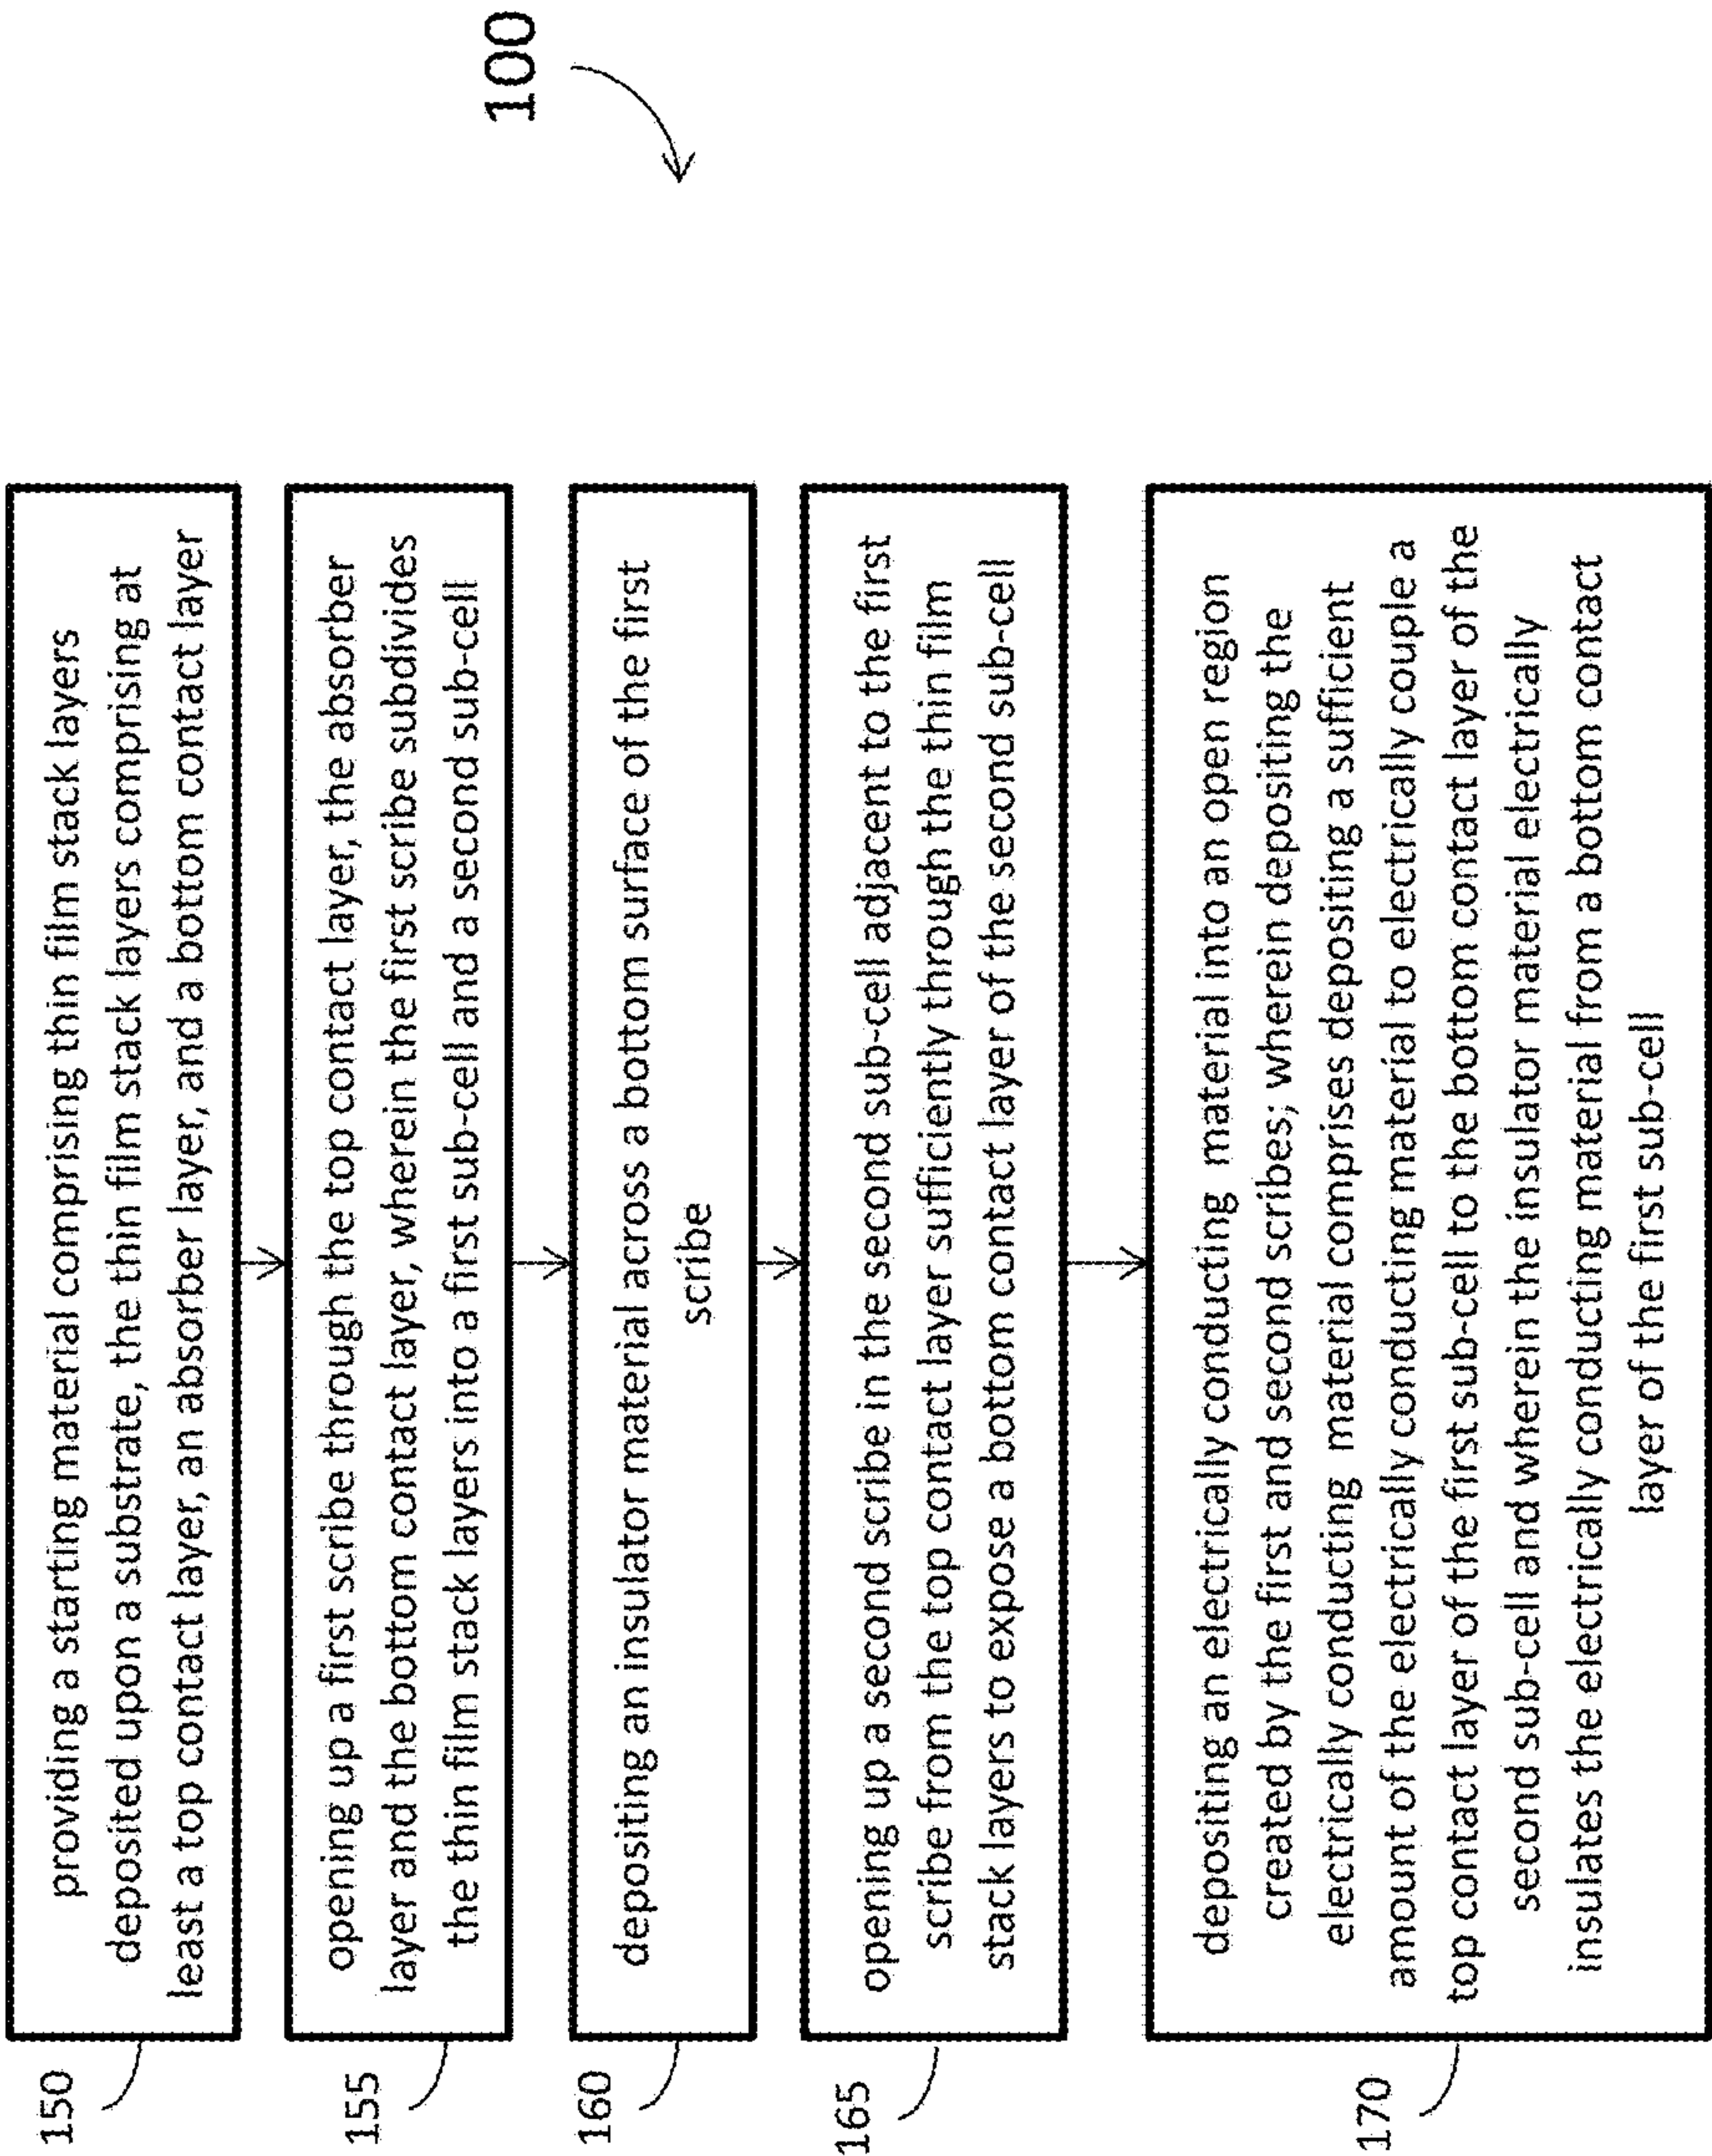 100
150
providing a starting material comprising thin film stack layers
deposited upon a substrate, the thin film stack layers comprising at
least a top contact layer, an absorber layer, and a bottom contact layer
155
opening up a first scribe through the top contact layer, the absorber
layer and the bottom contact layer, wherein the first scribe subdivides
the thin film stack layers into a first sub-cell and a second sub-cell
160
depositing an insulator material across a bottom surface of the first
scribe
165
opening up a second scribe in the second sub-cell adjacent to the first
scribe from the top contact layer sufficiently through the thin film
stack layers to expose a bottom contact layer of the second sub-cell
170
depositing an electrically conducting material into an open region
created by the first and second scribes; wherein depositing the
electrically conducting material comprises depositing a sufficient
amount of the electrically conducting material to electrically couple a
top contact layer of the first sub-cell to the bottom contact layer of the
second sub-cell and wherein the insulator material electrically
insulates the electrically conducting material from a bottom contact
layer of the first sub-cell